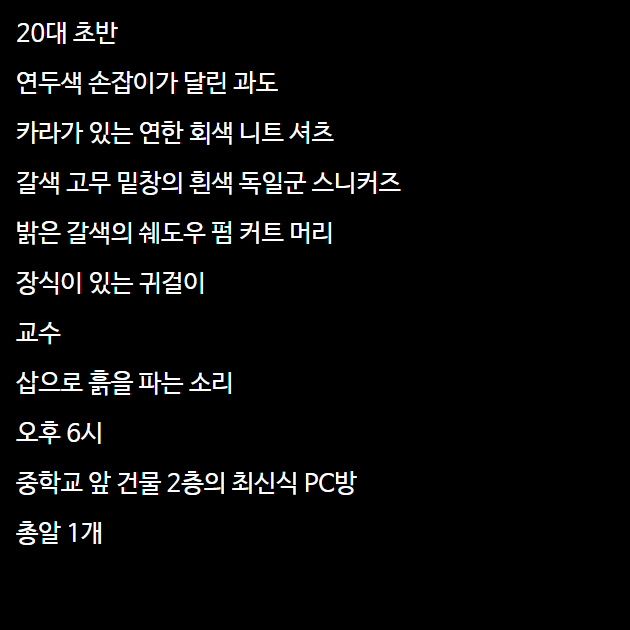 20대 초반
연두색 손잡이가 달린 과도
카라가 있는 연한 회색 니트 셔츠
갈색 고무 밑창의 흰색 독일군 스니커즈
밝은 갈색의 쉐도우 펌 커트 머리
장식이 있는 귀걸이
교수
삽으로 흙을 파는 소리
오후 6시
중학교 앞 건물 2층의 최신식 PC방
총알 1개